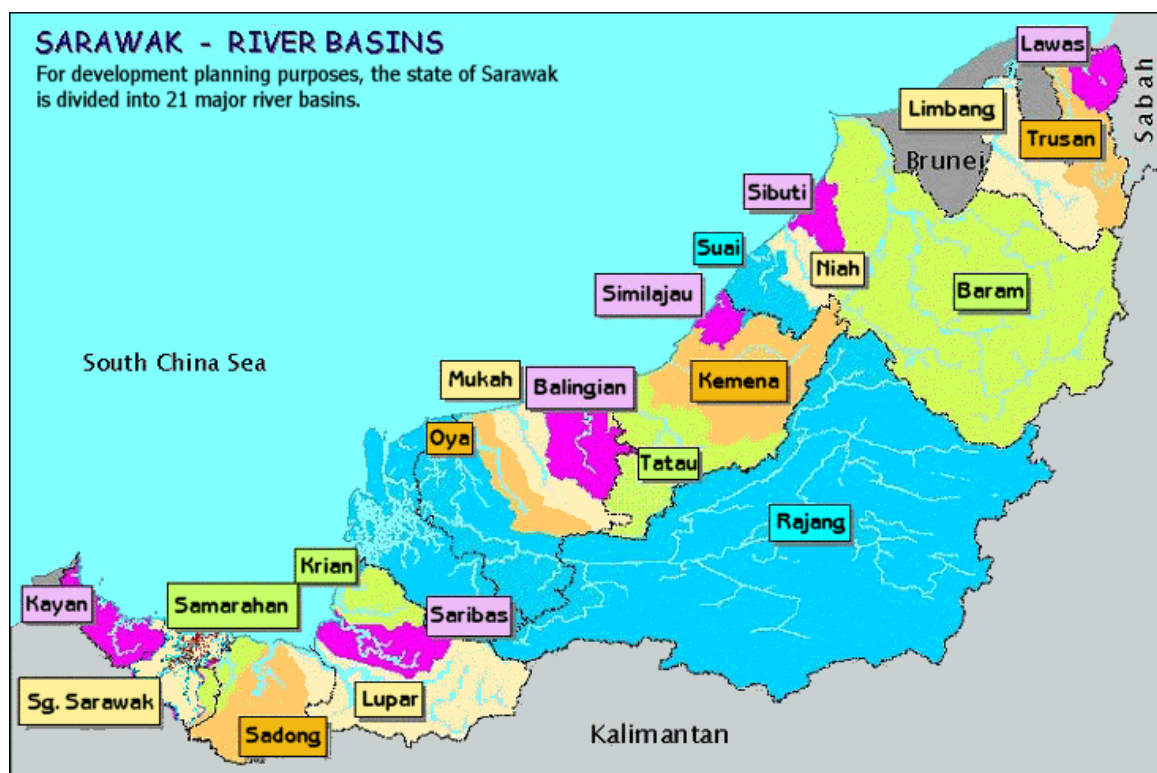 SARAWAK - RIVER BASINS
For development planning purposes, the state of Sarawak
is divided into 21 major river basins.
Lawas
Sabah
Limbang
Trusan
Brunei
Sibuti
Suai
Niah
Similajau
Baram
South China Sea
Mukah
Balingian
Kemena
Oya
Tatau
Rajang
Krian
Kayan
Samarahan
Saribas
Sg. Sarawak
Lupar
Sadong
Kalimantan